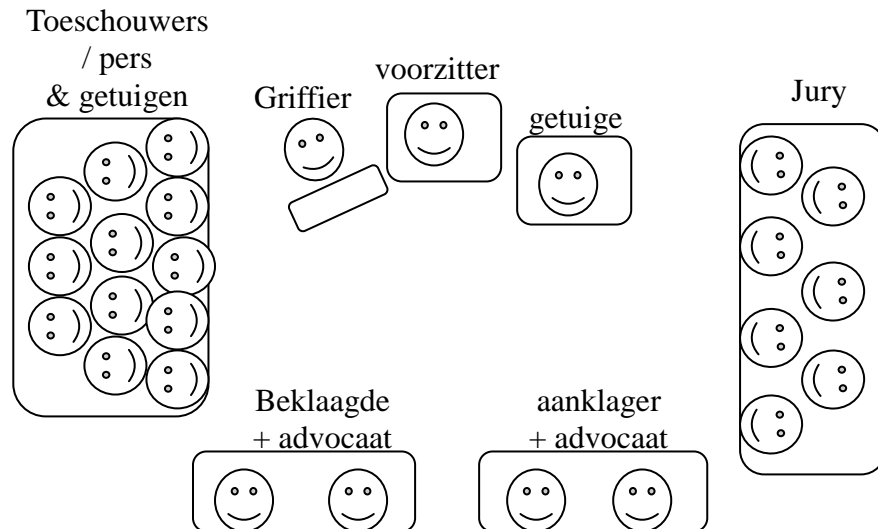 Toeschouwers
/ pers
& getuigen
Griffier
voorzitter
getuige
Jury
Beklaagde
+ advocaat
aanklager
+ advocaat